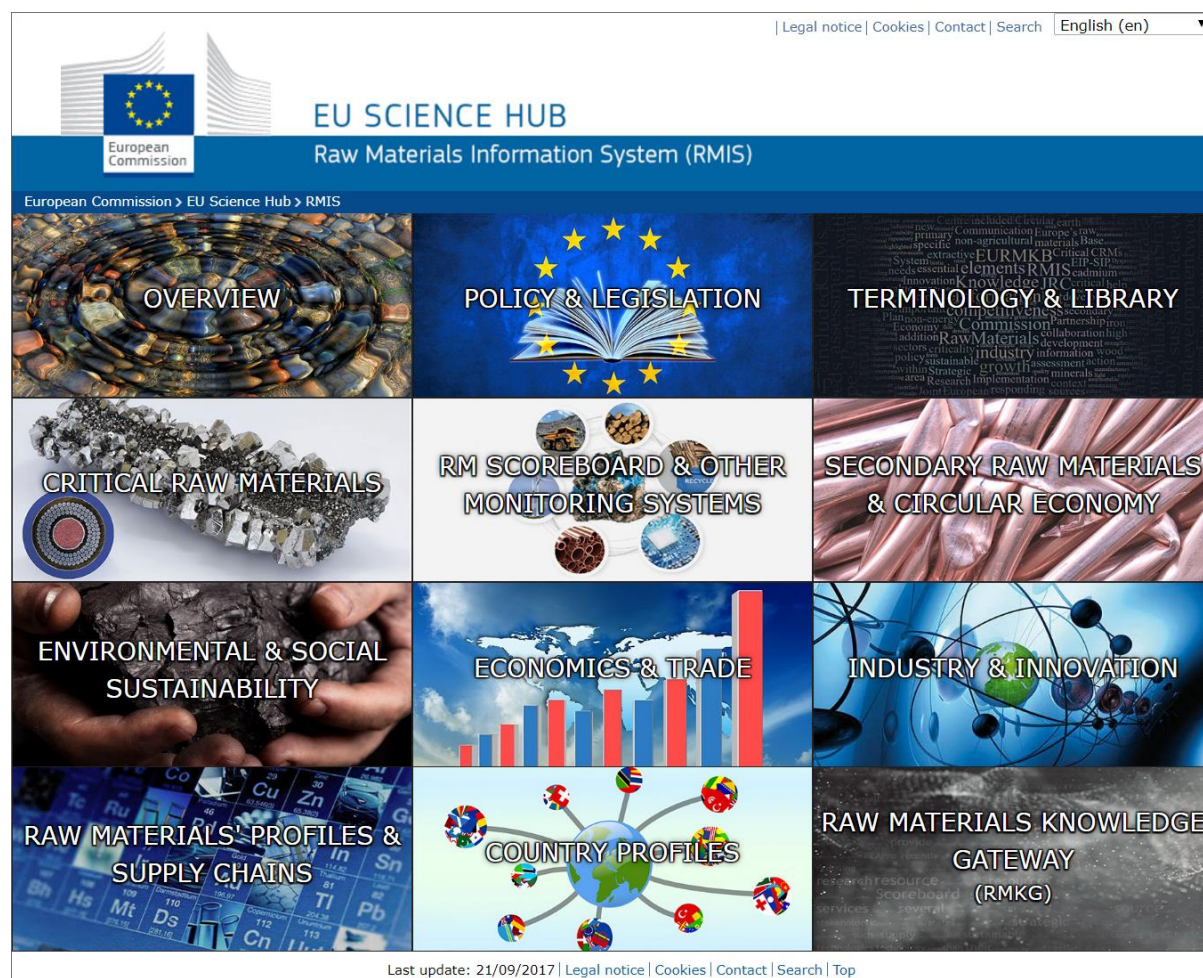 | Legal notice | Cookies | Contact | Search English (en)
EU SCIENCE HUB
European
Commission
Raw Materials Information System (RMIS)
European Commission > EU Science Hub > RMIS
OVERVIEW
POLICY & LEGISLATION
TERMINOLOGY & LIBRARY
CRITICAL RAW MATERIALS
RM SCOREBOARD & OTHER
MONITORING SYSTEMS
SECONDARY RAW MATERIALS
& CIRCULAR ECONOMY
ENVIRONMENTAL & SOCIAL
SUSTAINABILITY
ECONOMICS & TRADE
INDUSTRY & INNOVATION
RAW MATERIALS' PROFILES &
SUPPLY CHAINS
COUNTRY PROFILES
RAW MATERIALS KNOWLEDGE
GATEWAY
(RMKG)
Last update: 21/09/2017 | Legal notice | Cookies | Contact | Search | Top